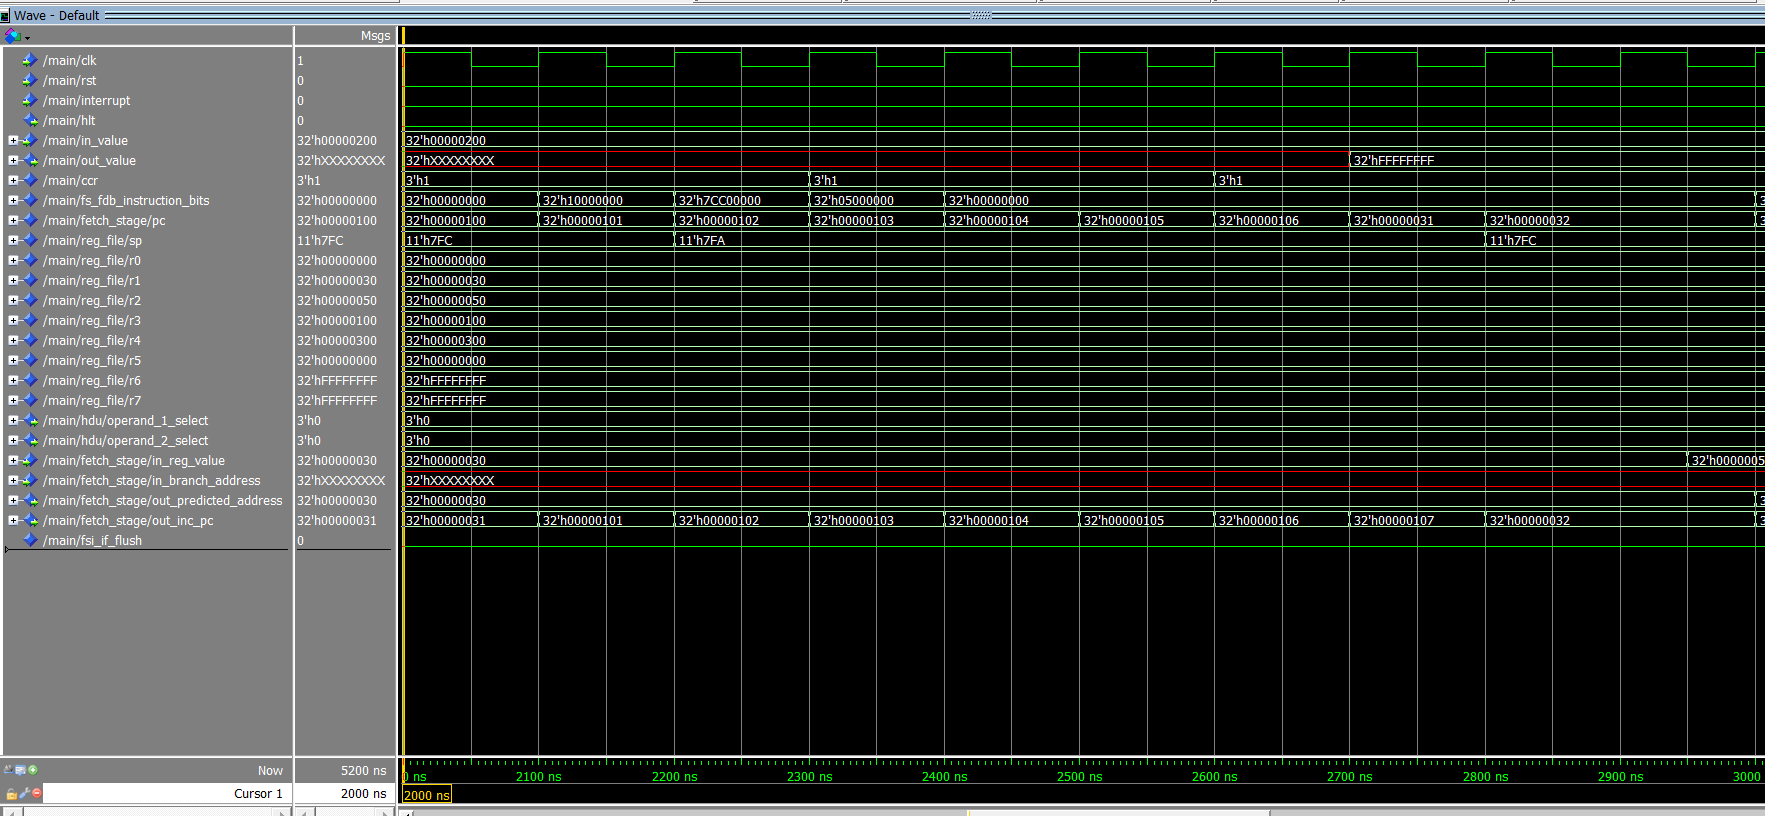 Wave - Default
Msgs
/main/clk 1
/main/rst 0
/main/interrupt 0
/main/hlt 0
/main/in_value 32'h00000200 32'h00000200
/main/out_value 32'hXXXXXXXX 32'hXXXXXXXX 32'hFFFFFFFF
/main/ccr 3'h1 3'h1 3'h1 3'h1
/main/fs_fdb_instruction_bits 32'h00000000 32'h00000000 32'h10000000 32'h7CC00000 32'h05000000 32'h00000000 3
/main/fetch_stage/pc 32'h00000100 32'h00000100 32'h00000101 32'h00000102 32'h00000103 32'h00000104 32'h00000105 32'h00000106 32'h00000031 32'h00000032 3
/main/reg_file/sp 11'h7FC 11'h7FC 11'h7FA 11'h7FC
/main/reg_file/r0 32'h00000000 32'h00000000
/main/reg_file/r1 32'h00000030 32'h00000030
/main/reg_file/r2 32'h00000050 32'h00000050
/main/reg_file/r3 32'h00000100 32'h00000100
/main/reg_file/r4 32'h00000300 32'h00000300
/main/reg_file/r5 32'h00000000 32'h00000000
/main/reg_file/r6 32'hFFFFFFFF 32'hFFFFFFFF
/main/reg_file/r7 32'hFFFFFFFF 32'hFFFFFFFF
/main/hdu/operand_1_select 3'h0 3'h0
/main/hdu/operand_2_select 3'h0 3'h0
/main/fetch_stage/in_reg_value 32'h00000030 32'h00000030 32'h0000005
/main/fetch_stage/in_branch_address 32'hXXXXXXXX 32'hXXXXXXXX
/main/fetch_stage/out_predicted_address 32'h00000030 32'h00000030 3
/main/fetch_stage/out_inc_pc 32'h00000031 32'h00000031 32'h00000101 32'h00000102 32'h00000103 32'h00000104 32'h00000105 32'h00000106 32'h00000107 32'h00000032 3
/main/fsi_if_flush 0
Now 5200 ns 0 ns 2100 ns 2200 ns 2300 ns 2400 ns 2500 ns 2600 ns 2700 ns 2800 ns 2900 ns 3000
Cursor 1 2000 ns 2000 ns